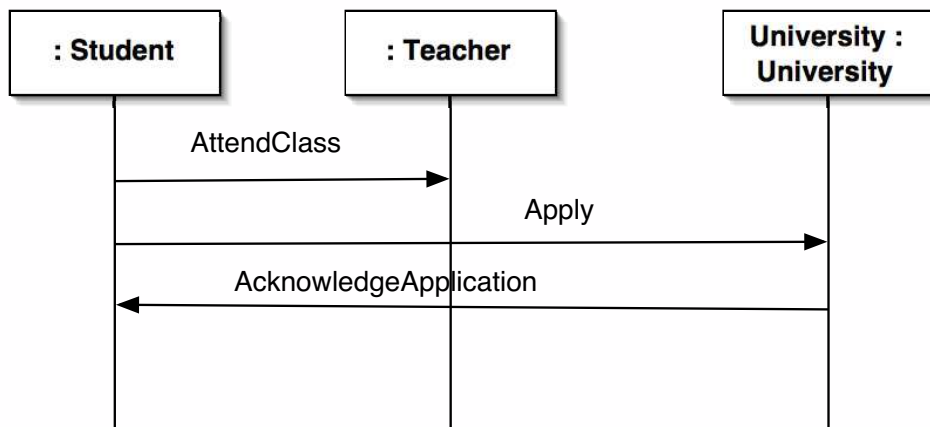 : Student
: Teacher
University :
University
AttendClass
Apply
AcknowledgeApplication